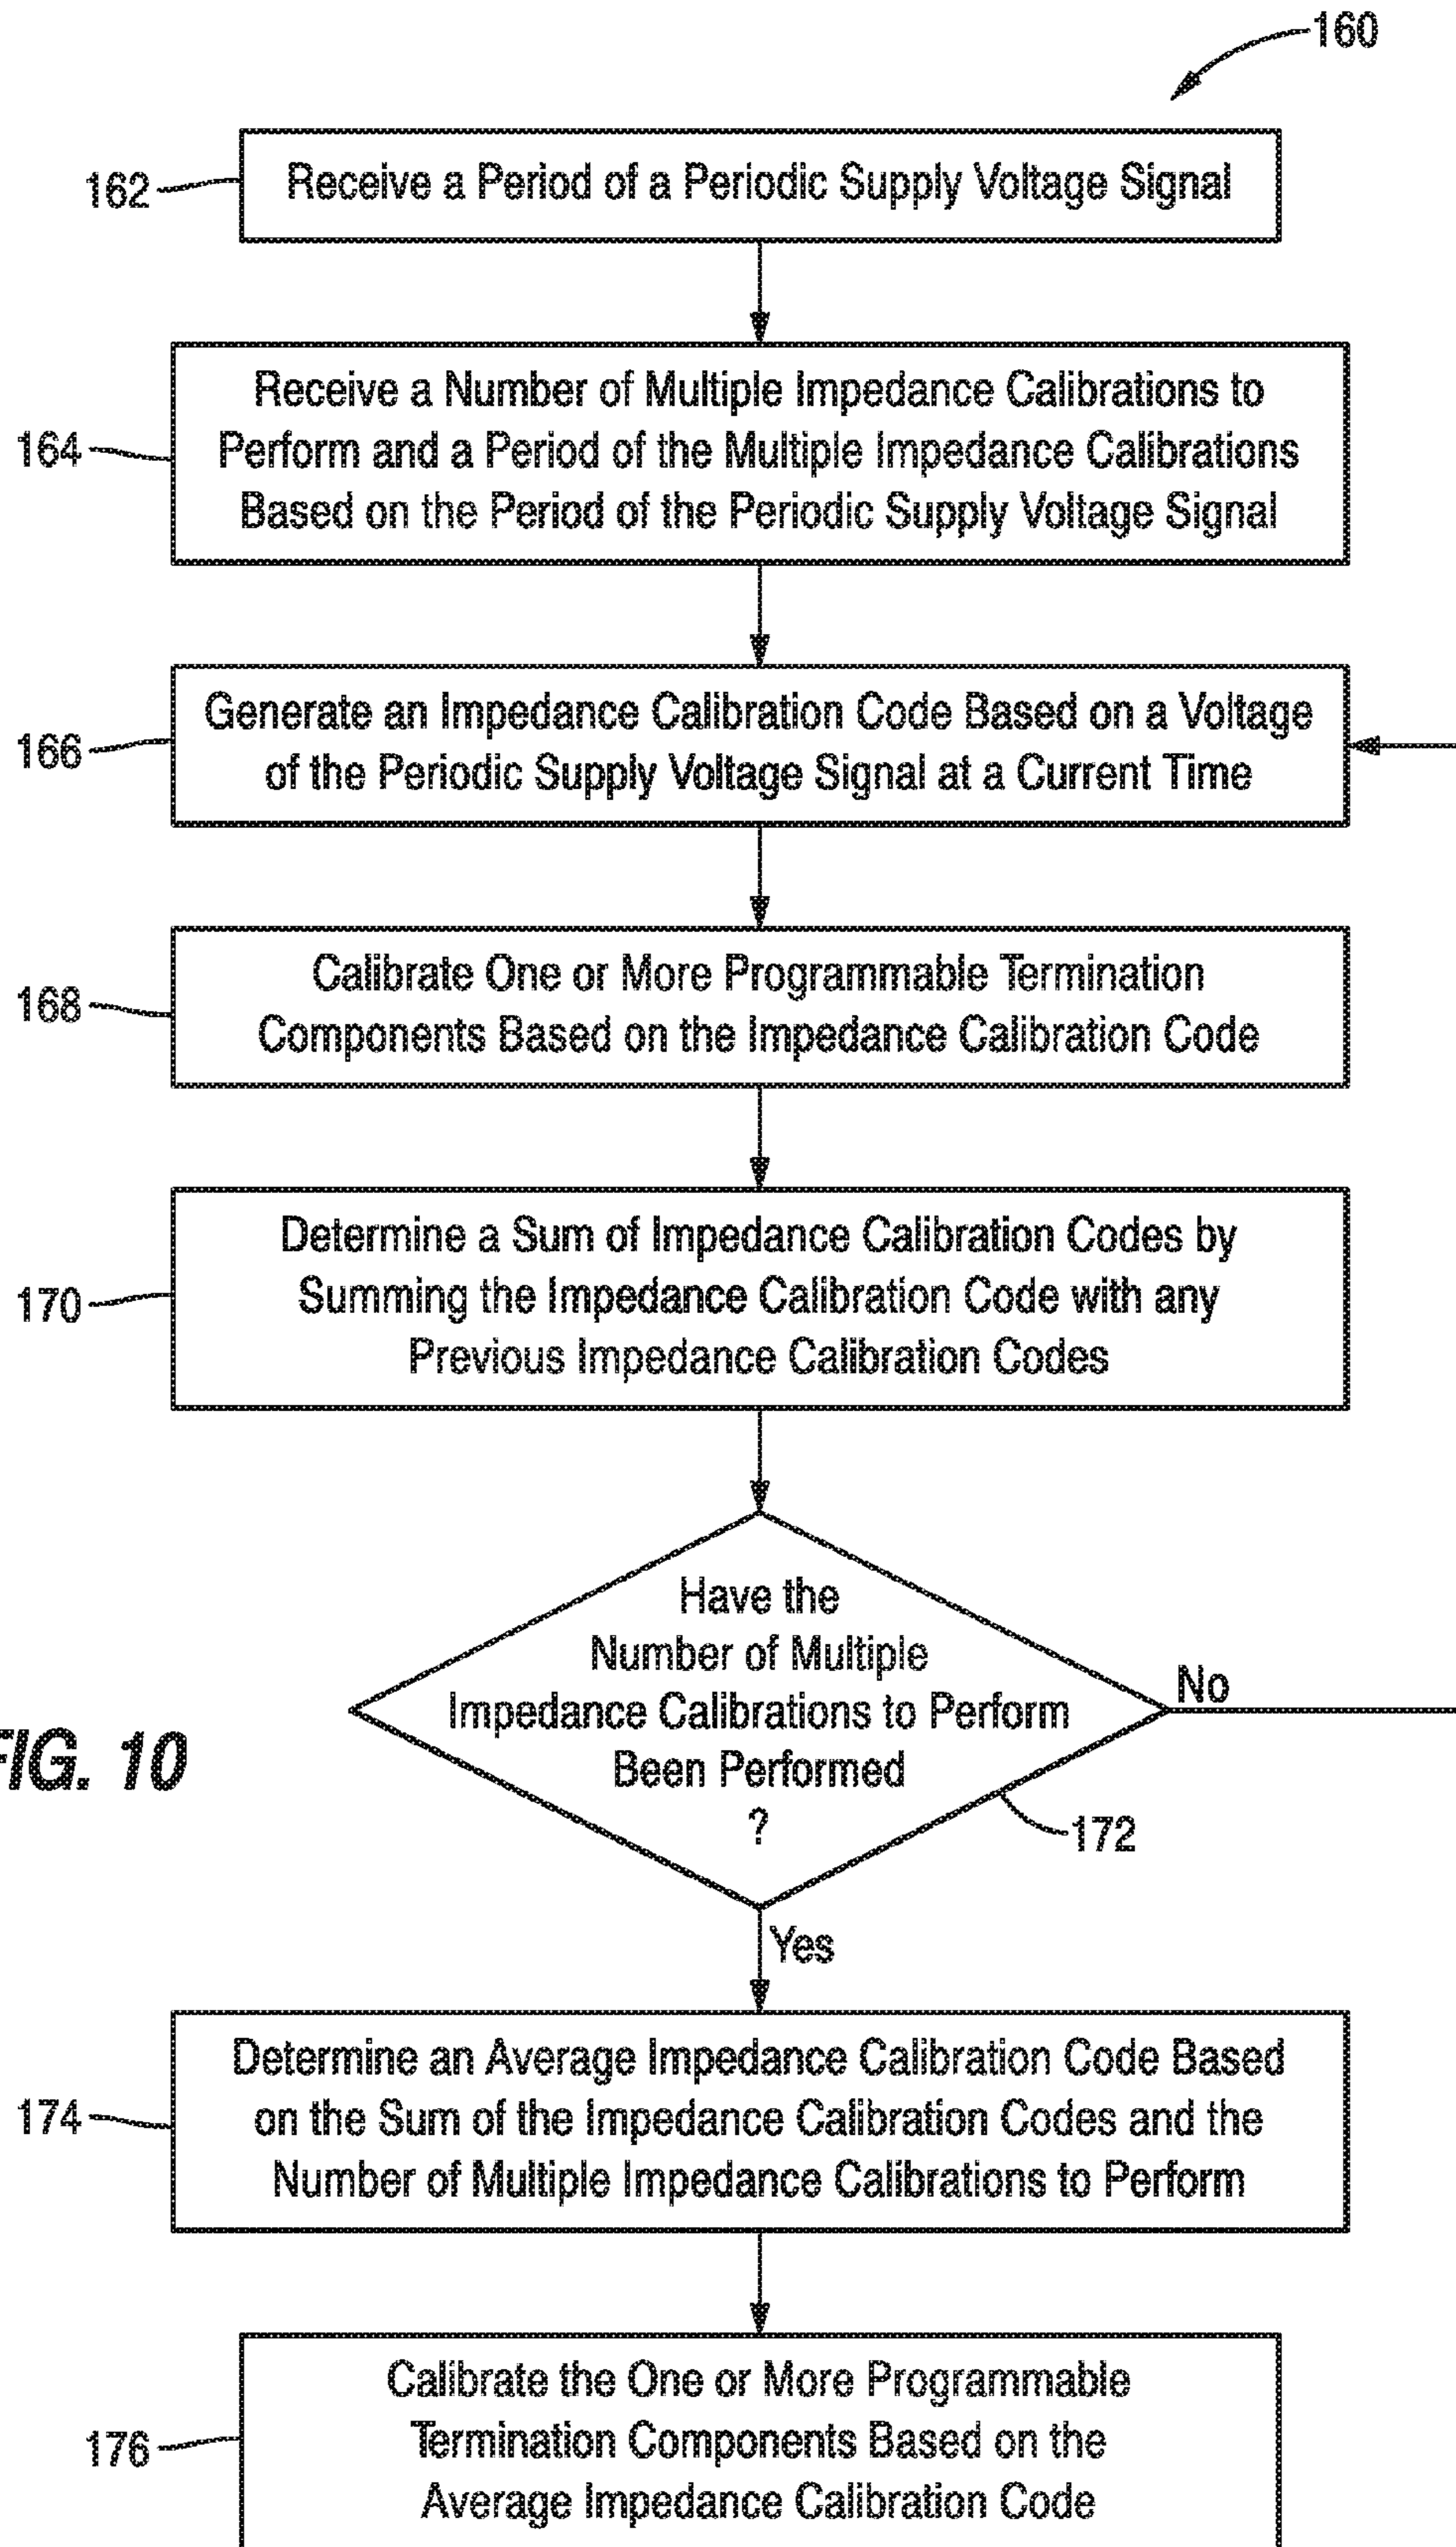 160
162
Receive a Period of a Periodic Supply Voltage Signal
164
Receive a Number of Multiple Impedance Calibrations to
Perform and a Period of the Multiple Impedance Calibrations
Based on the Period of the Periodic Supply Voltage Signal
166
Generate an Impedance Calibration Code Based on a Voltage
of the Periodic Supply Voltage Signal at a Current Time
168
Calibrate One or More Programmable Termination
Components Based on the Impedance Calibration Code
170
Determine a Sum of Impedance Calibration Codes by
Summing the Impedance Calibration Code with any
Previous Impedance Calibration Codes
Have the
Number of Multiple
Impedance Calibrations to Perform
Been Performed
?
No
172
FIG. 10
Yes
174
Determine an Average Impedance Calibration Code Based
on the Sum of the Impedance Calibration Codes and the
Number of Multiple Impedance Calibrations to Perform
176
Calibrate the One or More Programmable
Termination Components Based on the
Average Impedance Calibration Code